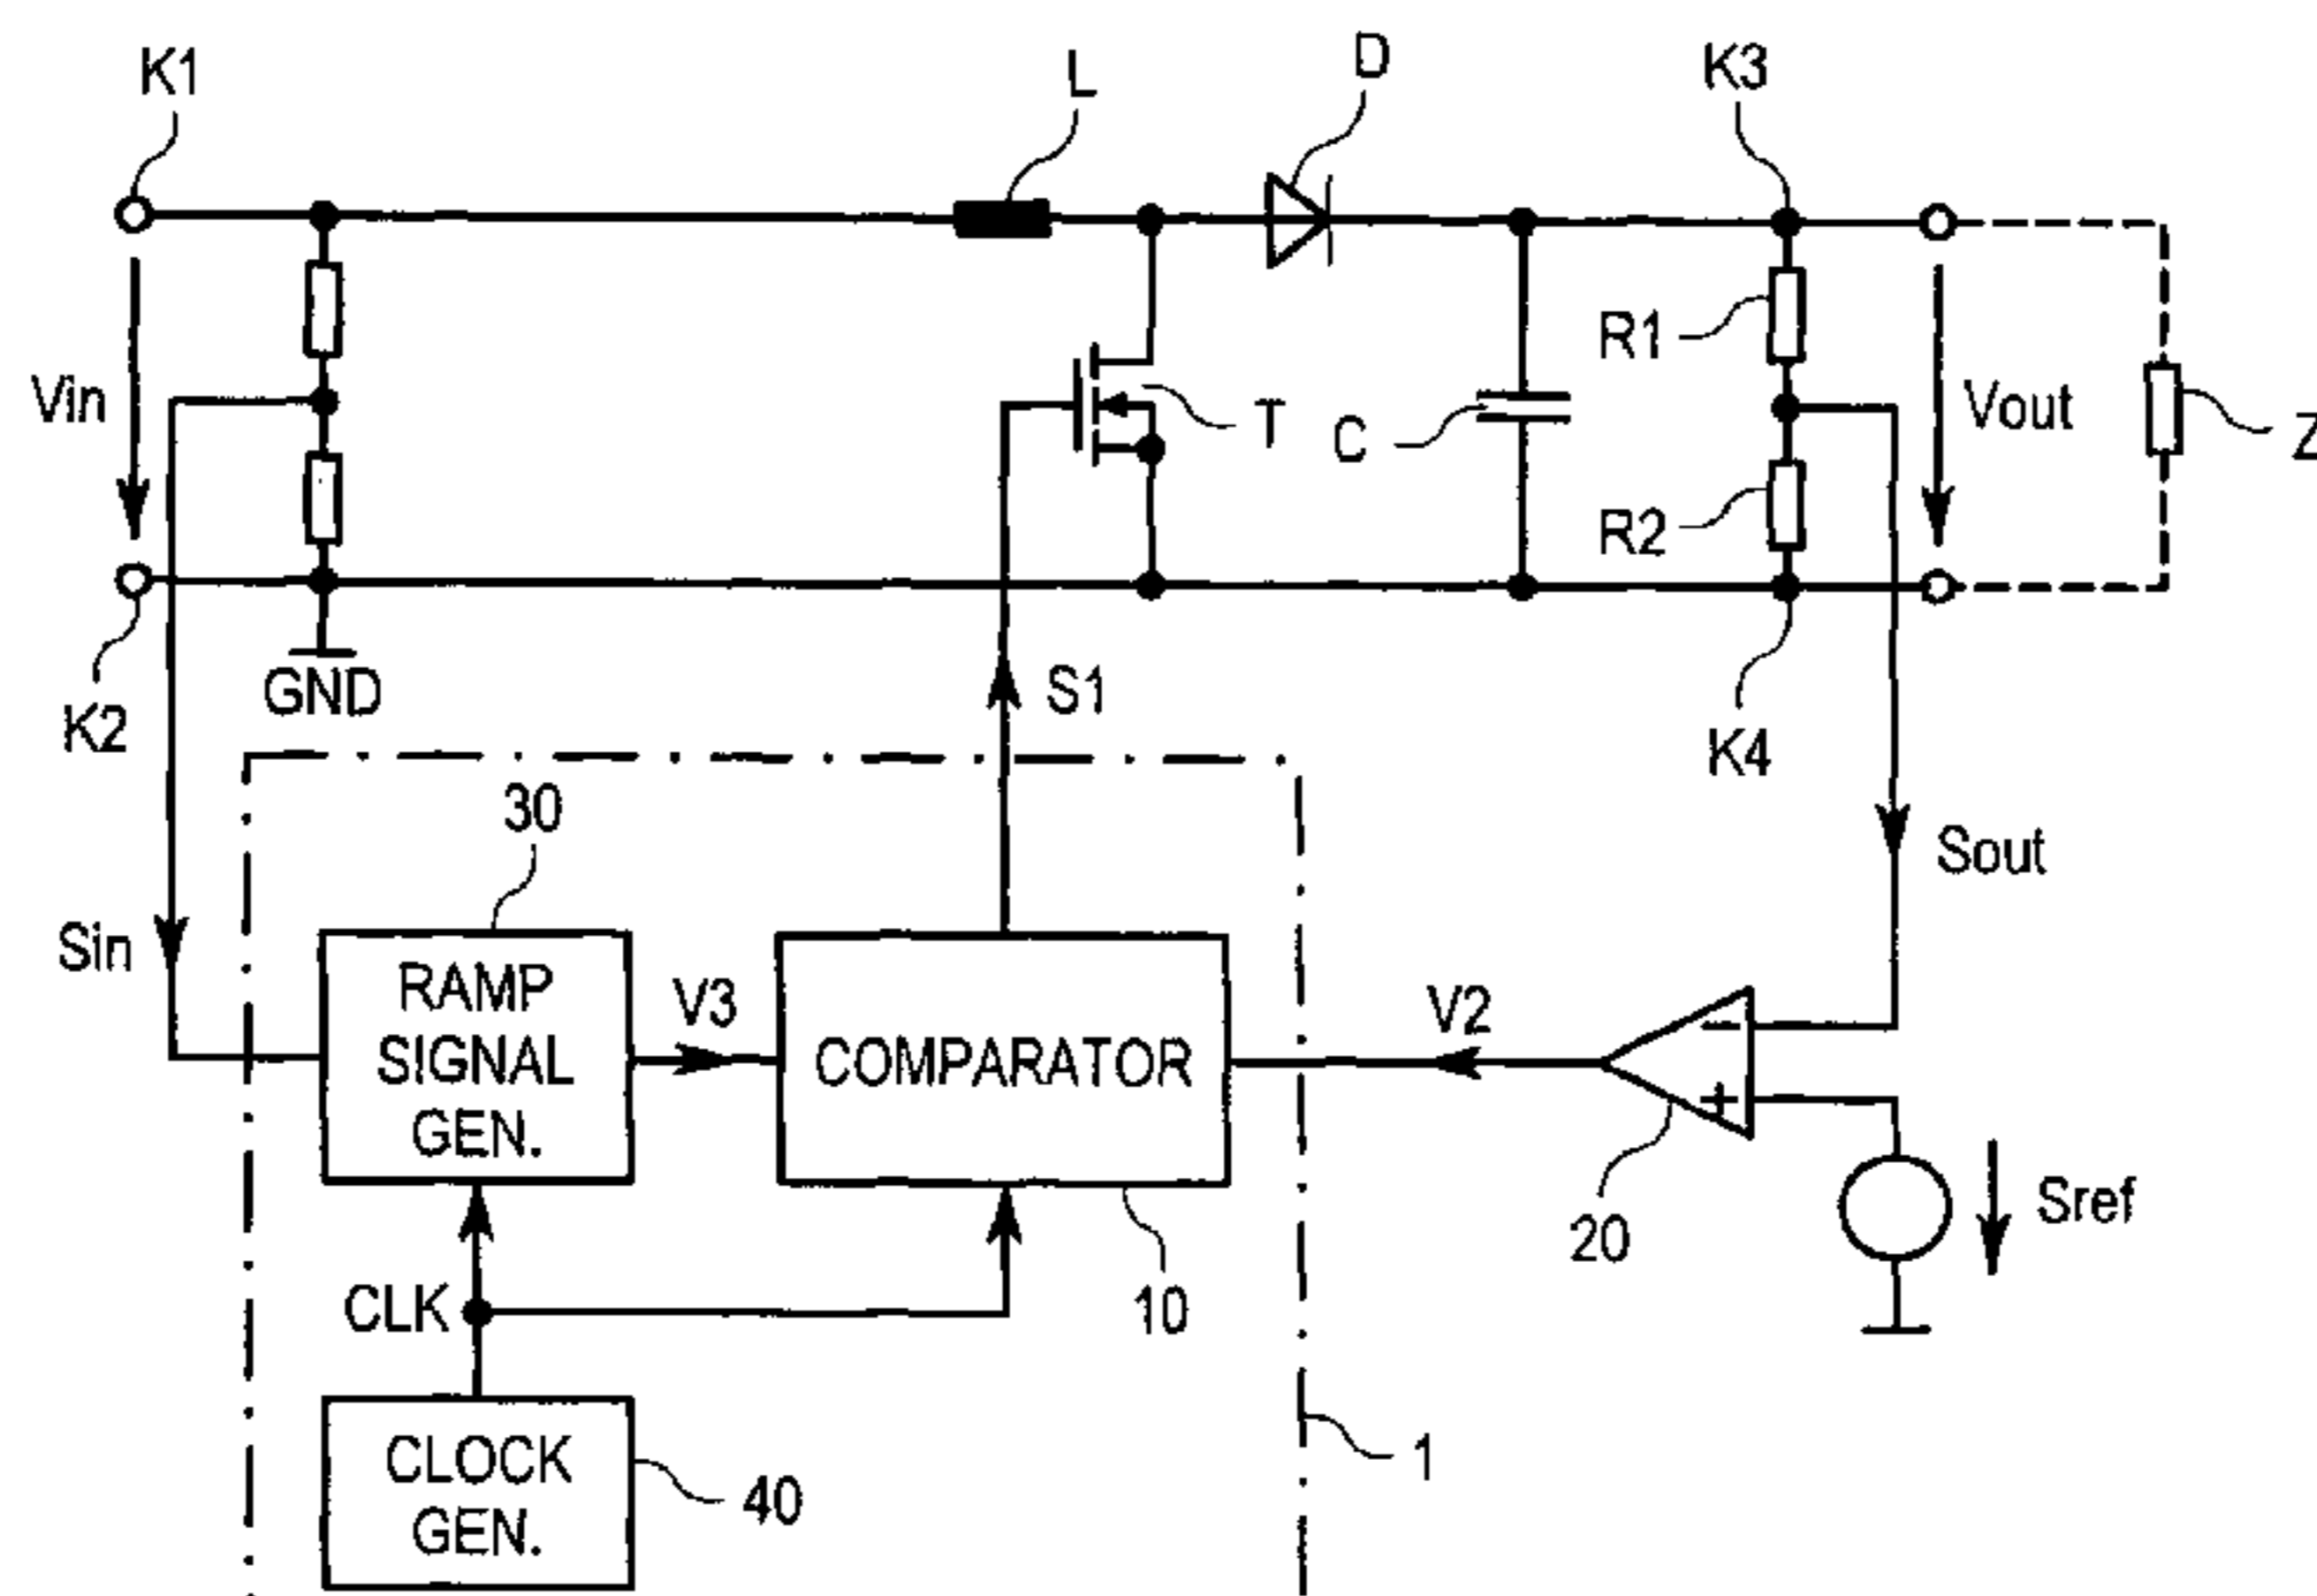 K1
L
D
K3
Vin
T
C
R1
R2
Vout
Z
K2
GND
S1
K4
30
Sin
RAMP
SIGNAL
GEN.
V3
COMPARATOR
V2
Sout
20
Sref
CLK
10
CLOCK
GEN.
40
1